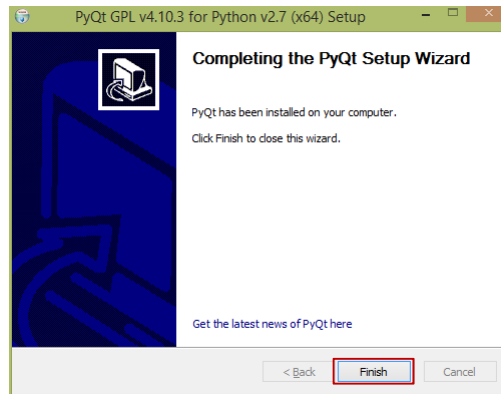 PyQt GPL v4.10.3 for Python v2.7 (x64) Setup
Completing the PyQt Setup Wizard
PyQt has been installed on your computer.
Click Finish to close this wizard.
Get the latest news of PyQt here
< Back Finish Cancel